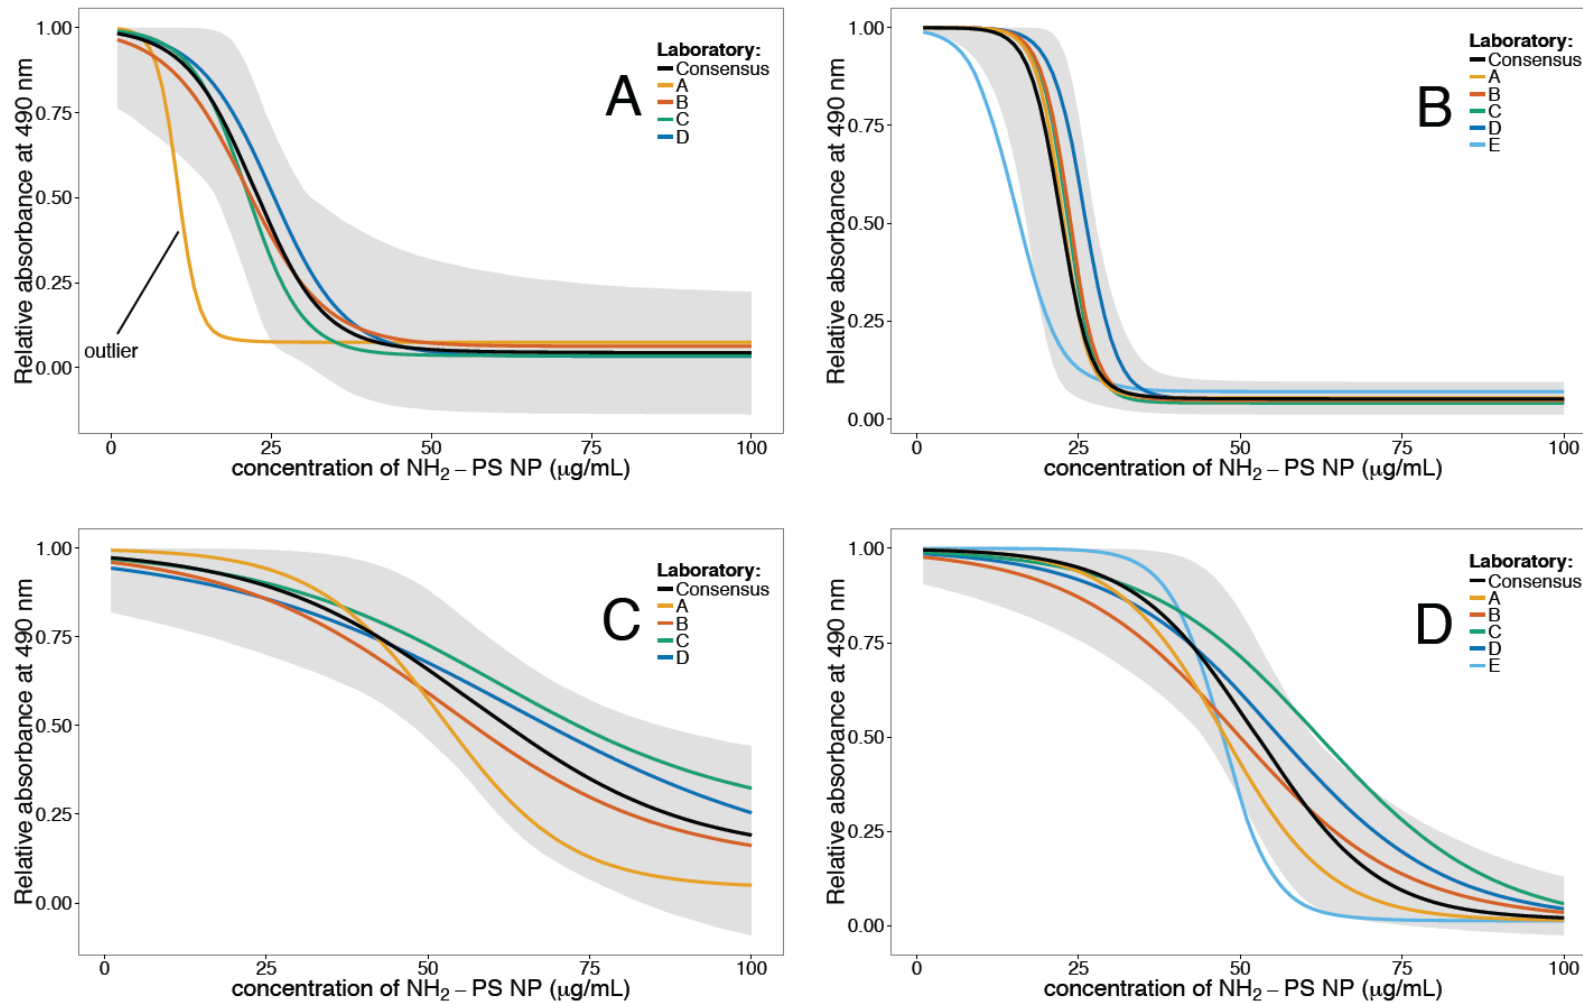 Relative absorbance at 490 nm
1.00
0.75
0.50
0.25
0.00
outlier
A
Laboratory:
Consensus
A
B
C
D
0 25 50 75 100
concentration of NH₂ – PS NP (μg/mL)
Relative absorbance at 490 nm
1.00
0.75
0.50
0.25
0.00
B
Laboratory:
Consensus
A
B
C
D
E
0 25 50 75 100
concentration of NH₂ – PS NP (μg/mL)
Relative absorbance at 490 nm
1.00
0.75
0.50
0.25
0.00
C
Laboratory:
Consensus
A
B
C
D
0 25 50 75 100
concentration of NH₂ – PS NP (μg/mL)
Relative absorbance at 490 nm
1.00
0.75
0.50
0.25
0.00
D
Laboratory:
Consensus
A
B
C
D
E
0 25 50 75 100
concentration of NH₂ – PS NP (μg/mL)